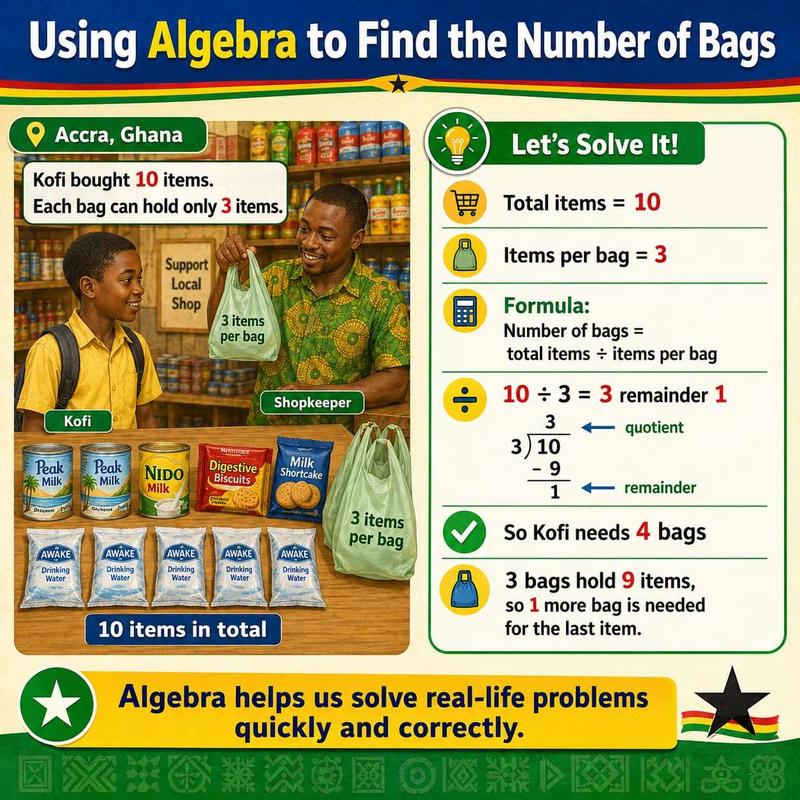 Using Algebra to Find the Number of Bags
Accra, Ghana
Kofi bought 10 items.
Each bag can hold only 3 items.
Support
Local
Shop
3 items
per bag
Shopkeeper
Kofi
Peak
Milk
Peak
Milk
NIDO
Milk
Digestive
Biscuits
Milk
Shortcake
3 items
per bag
AWAKE
Drinking
Water
AWAKE
Drinking
Water
AWAKE
Drinking
Water
AWAKE
Drinking
Water
AWAKE
Drinking
Water
10 items in total
Let's Solve It!
Total items = 10
Items per bag = 3
Formula:
Number of bags =
total items ÷ items per bag
10 ÷ 3 = 3 remainder 1
3 quotient
3 ) 10
- 9
1 remainder
So Kofi needs 4 bags
3 bags hold 9 items,
so 1 more bag is needed
for the last item.
Algebra helps us solve real-life problems
quickly and correctly.